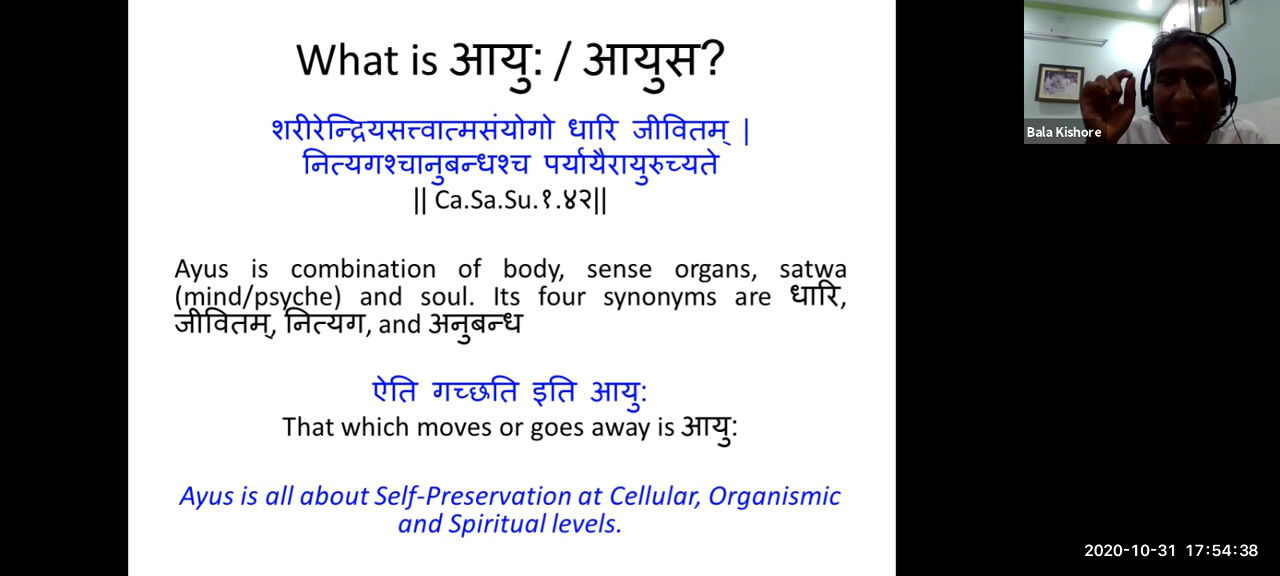 What is आयु: / आयुस?
शरीरेन्द्रियसत्त्वात्मसंयोगो धारि जीवितम् |
नित्यगश्चानुबन्धश्च पर्यायैरायुरुच्यते
|| Ca.Sa.Su.१.४२||
Ayus is combination of body, sense organs, satwa
(mind/psyche) and soul. Its four synonyms are धारि,
जीवितम्, नित्यग, and अनुबन्ध
ऐति गच्छति इति आयु:
That which moves or goes away is आयु:
Ayus is all about Self-Preservation at Cellular, Organismic
and Spiritual levels.
Bala Kishore
2020-10-31 17:54:38